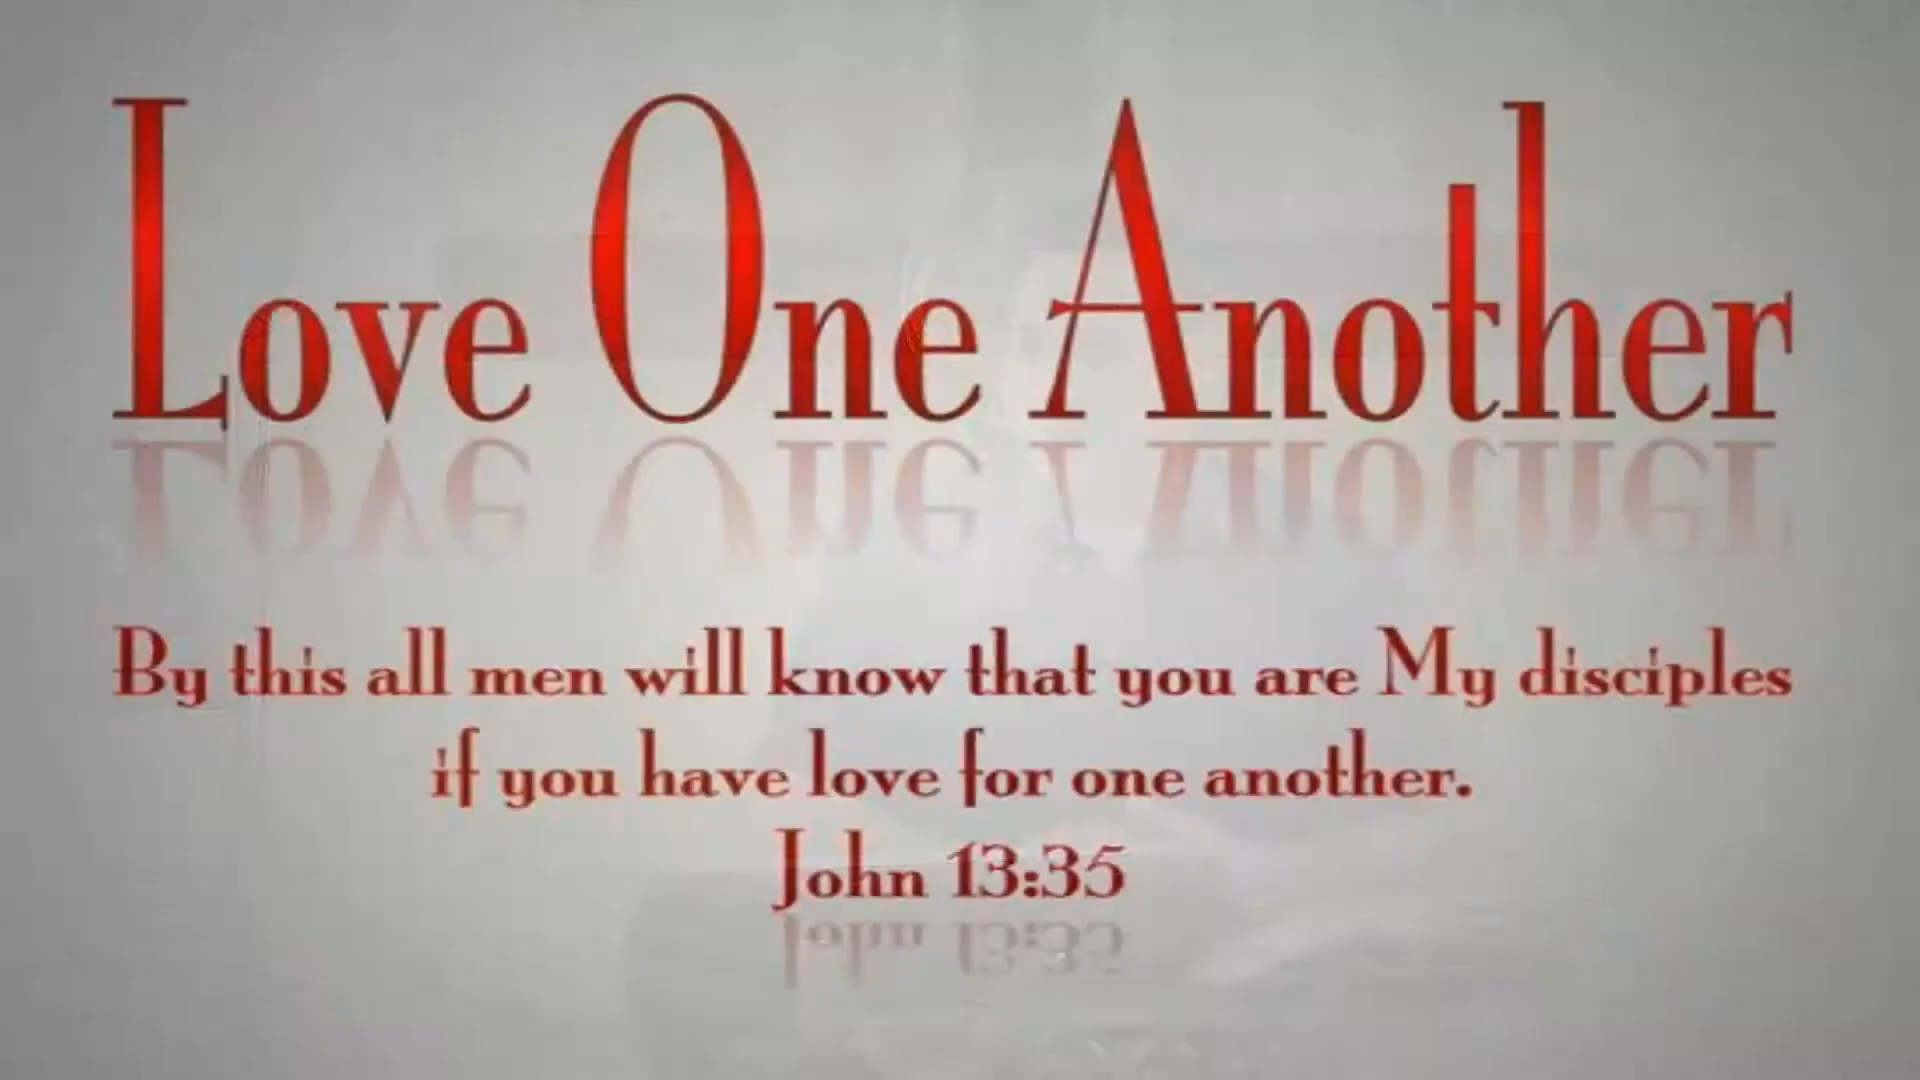 Love One Another
By this all men will know that you are My disciples
if you have love for one another.
John 13:35